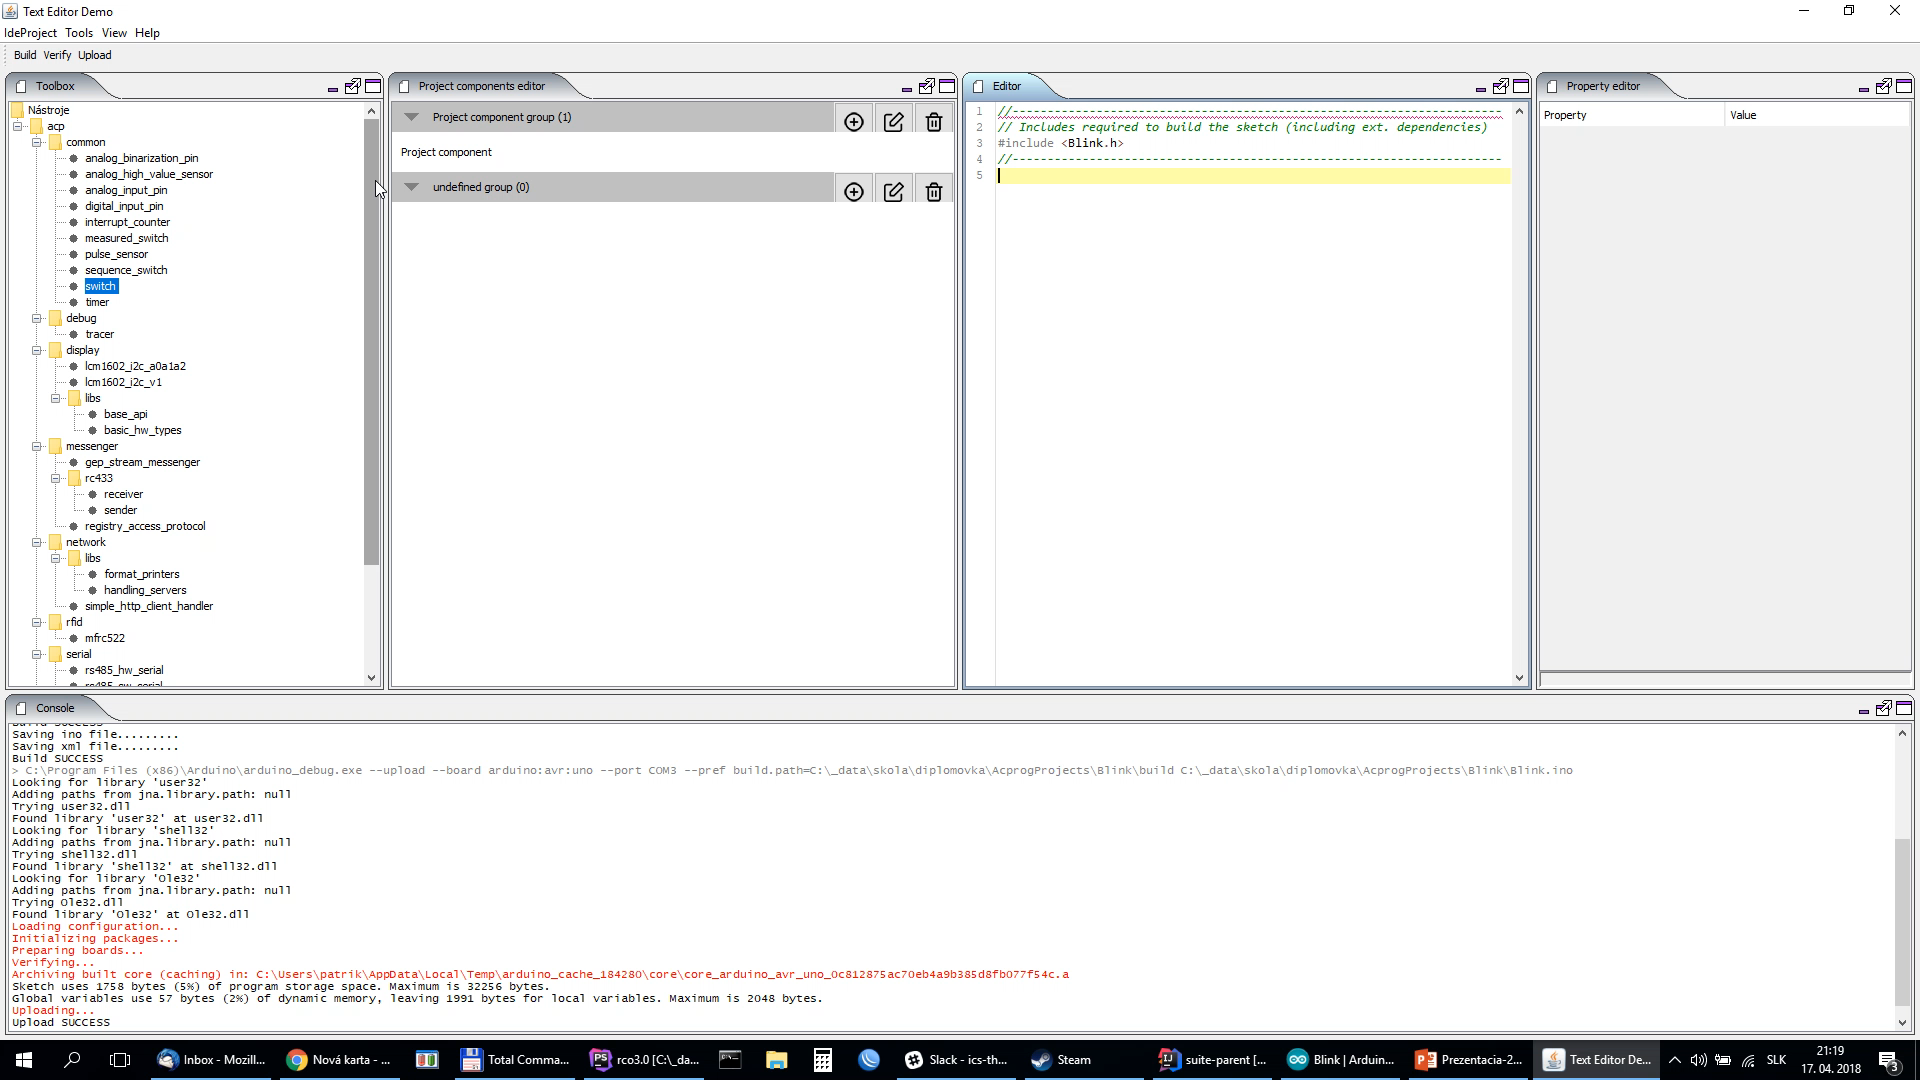 Text Editor Demo
IdeProject Tools View Help
Build Verify Upload
Toolbox
Nástroje
acp
common
analog_binarization_pin
analog_high_value_sensor
analog_input_pin
digital_input_pin
interrupt_counter
measured_switch
pulse_sensor
sequence_switch
switch
timer
debug
tracer
display
lcm1602_i2c_a0a1a2
lcm1602_i2c_v1
libs
base_api
basic_hw_types
messenger
gep_stream_messenger
rc433
receiver
sender
registry_access_protocol
network
libs
format_printers
handling_servers
simple_http_client_handler
rfid
mfrc522
serial
rs485_hw_serial
rs485_sw_serial
Project components editor
Project component group (1)
Project component
undefined group (0)
Editor
1 //----------------------------------------------------------------------
2 // Includes required to build the sketch (including ext. dependencies)
3 #include <Blink.h>
4 //----------------------------------------------------------------------
5
Property editor
Property Value
Console
Build SUCCESS
Saving ino file.........
Saving xml file.........
Build SUCCESS
> C:\Program Files (x86)\Arduino\arduino_debug.exe --upload --board arduino:avr:uno --port COM3 --pref build.path=C:\_data\skola\diplomovka\AcprogProjects\Blink\build C:\_data\skola\diplomovka\AcprogProjects\Blink\Blink.ino
Looking for library 'user32'
Adding paths from jna.library.path: null
Trying user32.dll
Found library 'user32' at user32.dll
Looking for library 'shell32'
Adding paths from jna.library.path: null
Trying shell32.dll
Found library 'shell32' at shell32.dll
Looking for library 'Ole32'
Adding paths from jna.library.path: null
Trying Ole32.dll
Found library 'Ole32' at Ole32.dll
Loading configuration...
Initializing packages...
Preparing boards...
Verifying...
Archiving built core (caching) in: C:\Users\patrik\AppData\Local\Temp\arduino_cache_184280\core\core_arduino_avr_uno_0c812875ac70eb4a9b385d8fb077f54c.a
Sketch uses 1758 bytes (5%) of program storage space. Maximum is 32256 bytes.
Global variables use 57 bytes (2%) of dynamic memory, leaving 1991 bytes for local variables. Maximum is 2048 bytes.
Uploading...
Upload SUCCESS
Inbox - Mozill... Nová karta - ... Total Comma... rco3.0 [C:\_da... Slack - ics-th... Steam suite-parent [... Blink | Arduin... Prezentacia-2... Text Editor De... SLK
21:19
17. 04. 2018
3